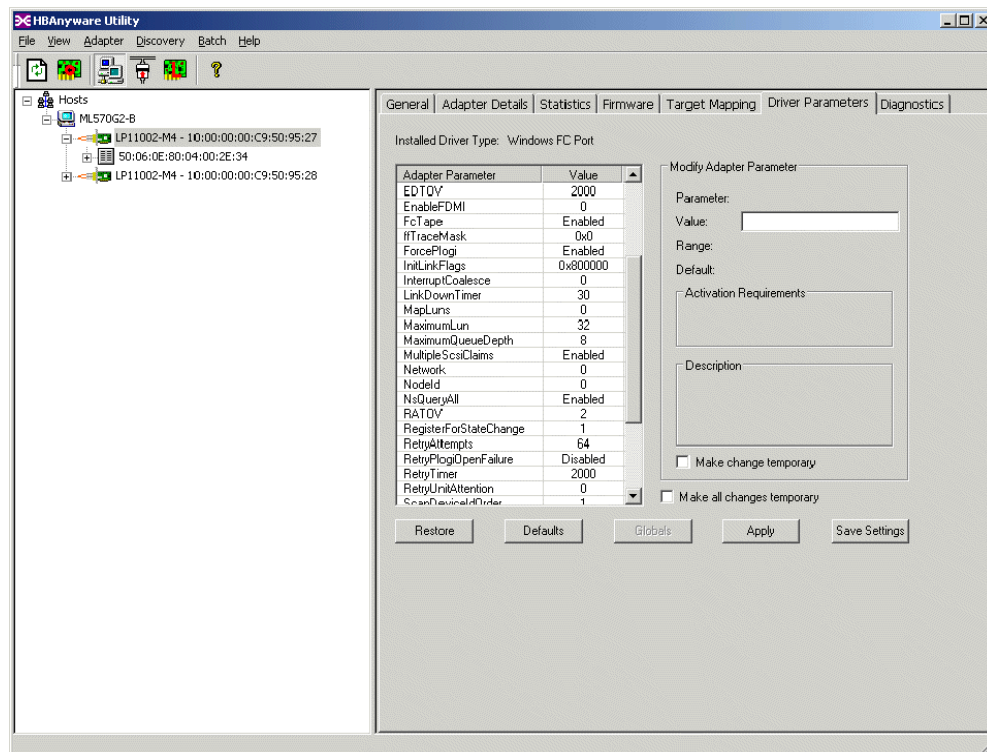 HBAnyware Utility
File View Adapter Discovery Batch Help
Hosts
ML570G2-B
LP11002-M4 - 10:00:00:00:C9:50:95:27
50:06:0E:80:04:00:2E:34
LP11002-M4 - 10:00:00:00:C9:50:95:28
General Adapter Details Statistics Firmware Target Mapping Driver Parameters Diagnostics
Installed Driver Type: Windows FC Port
Adapter Parameter Value
EDTOV 2000
EnableFDMI 0
FcTape Enabled
ffTraceMask 0x0
ForcePlogi Enabled
InitLinkFlags 0x800000
InterruptCoalesce 0
LinkDownTimer 30
MapLuns 0
MaximumLun 32
MaximumQueueDepth 8
MultipleScsiClaims Enabled
Network 0
NodeId 0
NsQueryAll Enabled
RATOV 2
RegisterForStateChange 1
RetryAttempts 64
RetryPlogiOpenFailure Disabled
RetryTimer 2000
RetryUnitAttention 0
ScanDeviceIdOrder 1
Modify Adapter Parameter
Parameter:
Value:
Range:
Default:
Activation Requirements
Description
Make change temporary
Make all changes temporary
Restore Defaults Globals Apply Save Settings